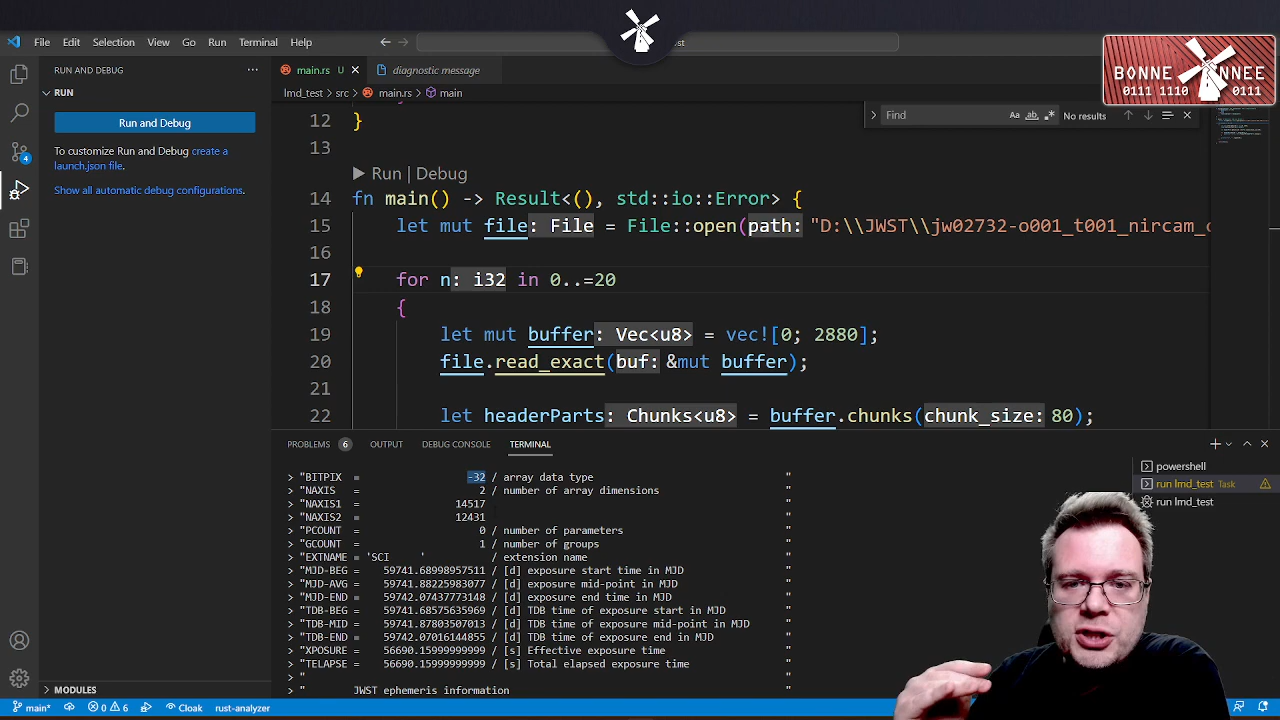 File Edit Selection View Go Run Terminal Help
st
BONNE ANNEE
0111 1110 0111
RUN AND DEBUG ...
main.rs U
diagnostic message
RUN
lmd_test > src > main.rs > main
Find
Aa ab .*
No results
Run and Debug
To customize Run and Debug create a
launch.json file.
Show all automatic debug configurations.
12 }
13
Run | Debug
14 fn main() -> Result<(), std::io::Error> {
15 let mut file: File = File::open(path: "D:\\JWST\\jw02732-o001_t001_nircam_c
16
17 for n: i32 in 0..=20
18 {
19 let mut buffer: Vec<u8> = vec![0; 2880];
20 file.read_exact(buf: &mut buffer);
21
22 let headerParts: Chunks<u8> = buffer.chunks(chunk_size: 80);
PROBLEMS 6 OUTPUT DEBUG CONSOLE TERMINAL
powershell
run lmd_test Task
run lmd_test
> "BITPIX = -32 / array data type "
> "NAXIS = 2 / number of array dimensions "
> "NAXIS1 = 14517 "
> "NAXIS2 = 12431 "
> "PCOUNT = 0 / number of parameters "
> "GCOUNT = 1 / number of groups "
> "EXTNAME = 'SCI ' / extension name "
> "MJD-BEG = 59741.68998957511 / [d] exposure start time in MJD "
> "MJD-AVG = 59741.88225983077 / [d] exposure mid-point in MJD "
> "MJD-END = 59742.07437773148 / [d] exposure end time in MJD "
> "TDB-BEG = 59741.68575635969 / [d] TDB time of exposure start in MJD "
> "TDB-MID = 59741.87803507013 / [d] TDB time of exposure mid-point in MJD "
> "TDB-END = 59742.07016144855 / [d] TDB time of exposure end in MJD "
> "XPOSURE = 56690.15999999999 / [s] Effective exposure time "
> "TELAPSE = 56690.15999999999 / [s] Total elapsed exposure time "
> " "
> " JWST ephemeris information "
MODULES
main* 0 6 Cloak rust-analyzer